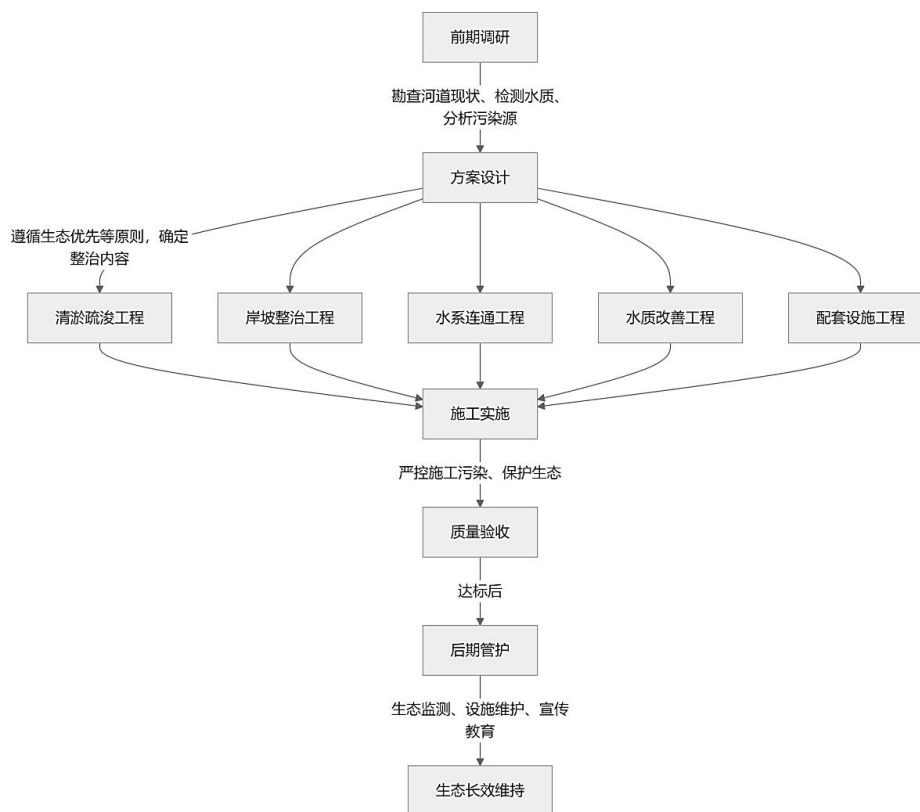 前期调研
勘查河道现状、检测水质、
分析污染源
方案设计
遵循生态优先等原则，确定
整治内容
清淤疏浚工程
岸坡整治工程
水系连通工程
水质改善工程
配套设施工程
施工实施
严控施工污染、保护生态
质量验收
达标后
后期管护
生态监测、设施维护、宣传
教育
生态长效维持